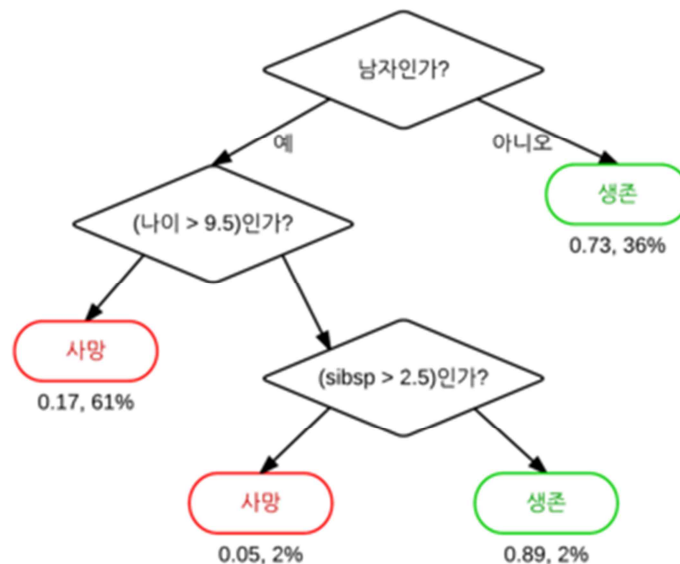 남자인가?
예
아니오
생존
0.73, 36%
(나이 > 9.5)인가?
사망
0.17, 61%
(sibsp > 2.5)인가?
사망
0.05, 2%
생존
0.89, 2%